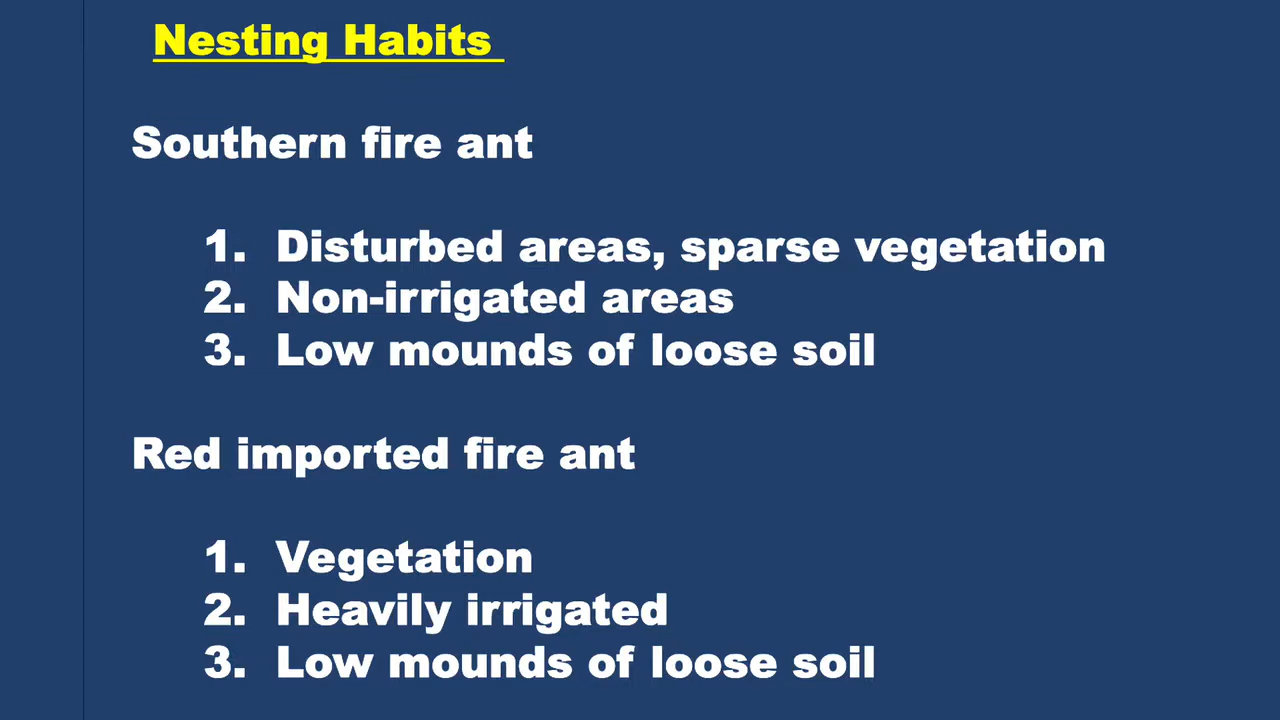 Nesting Habits
Southern fire ant
1. Disturbed areas, sparse vegetation
2. Non-irrigated areas
3. Low mounds of loose soil
Red imported fire ant
1. Vegetation
2. Heavily irrigated
3. Low mounds of loose soil